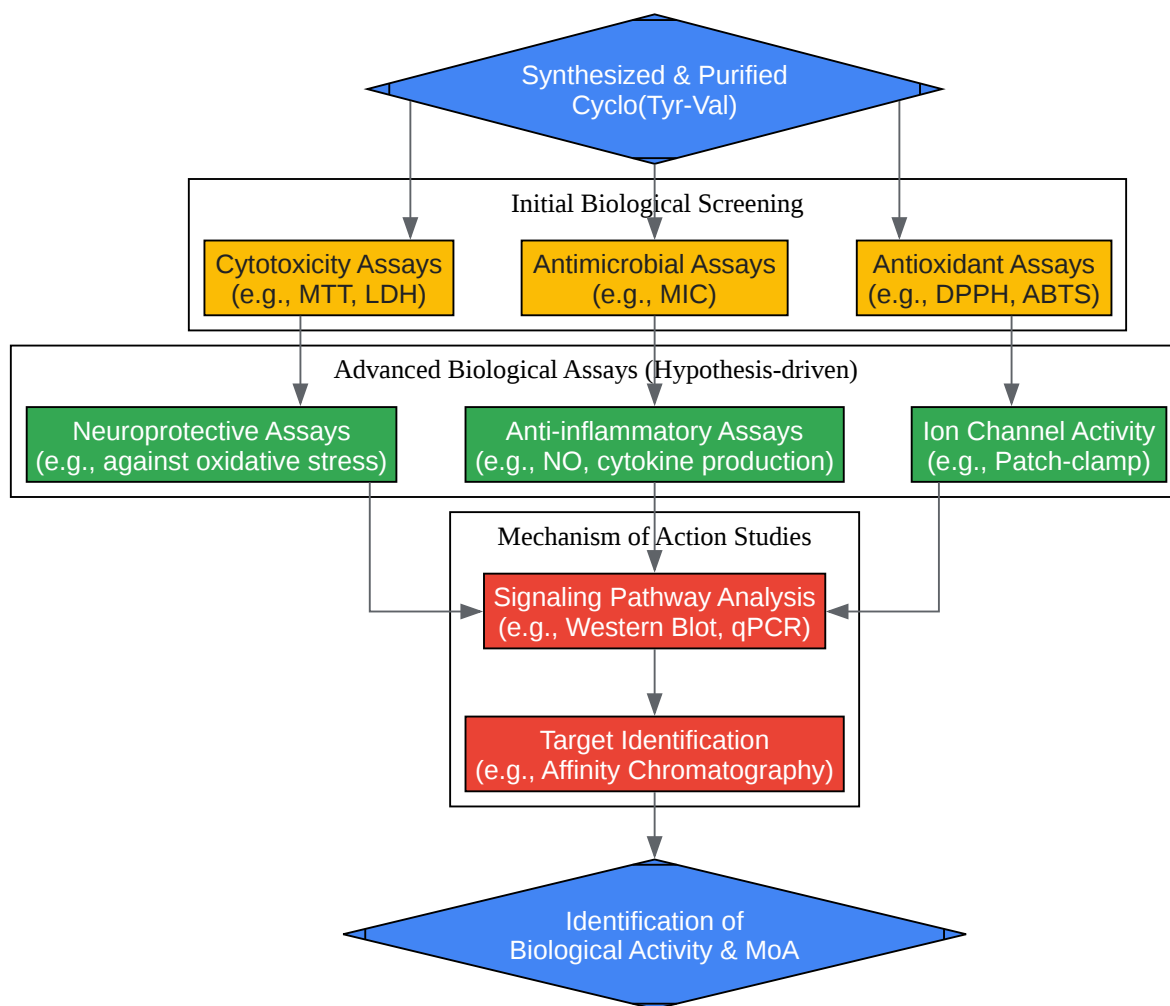 Synthesized & Purified
Cyclo(Tyr-Val)
Initial Biological Screening
Cytotoxicity Assays
(e.g., MTT, LDH)
Antimicrobial Assays
(e.g., MIC)
Antioxidant Assays
(e.g., DPPH, ABTS)
Advanced Biological Assays (Hypothesis-driven)
Neuroprotective Assays
(e.g., against oxidative stress)
Anti-inflammatory Assays
(e.g., NO, cytokine production)
Ion Channel Activity
(e.g., Patch-clamp)
Mechanism of Action Studies
Signaling Pathway Analysis
(e.g., Western Blot, qPCR)
Target Identification
(e.g., Affinity Chromatography)
Identification of
Biological Activity & MoA